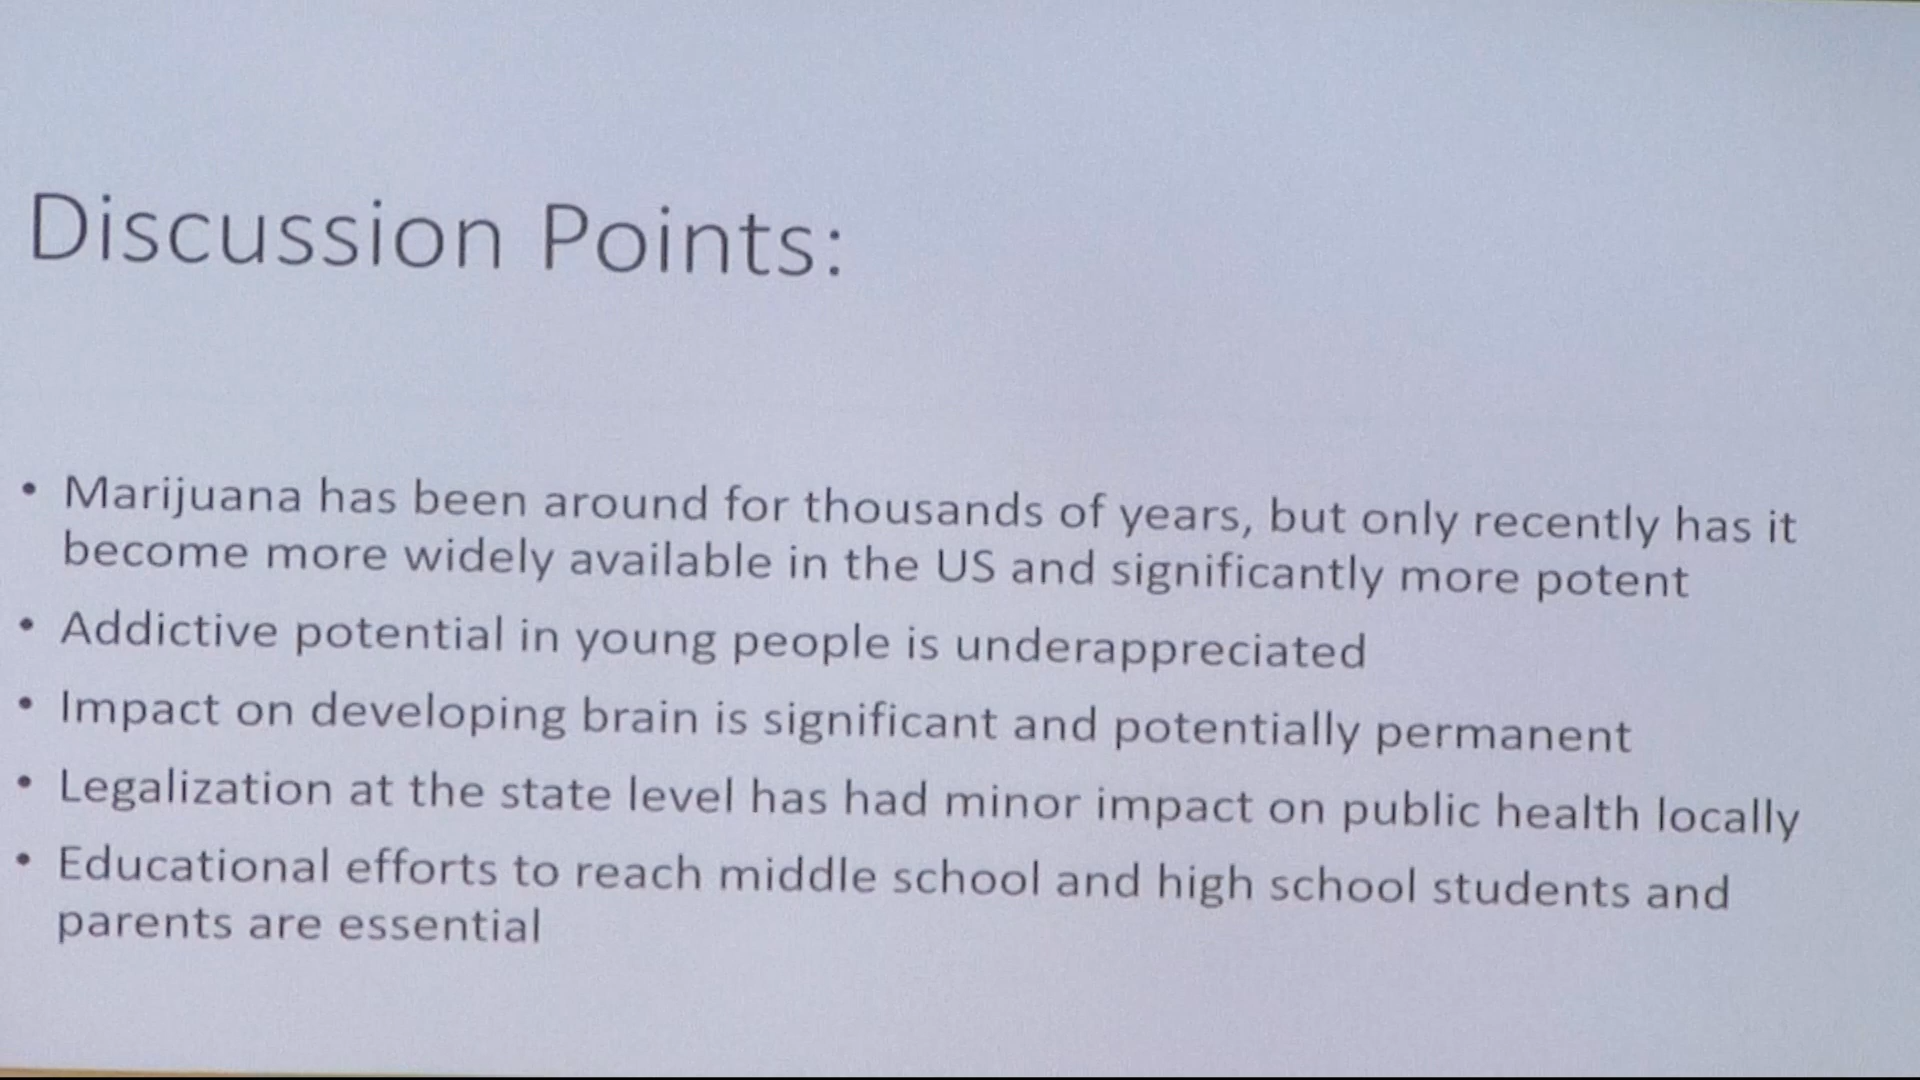 Discussion Points:
• Marijuana has been around for thousands of years, but only recently has it
become more widely available in the US and significantly more potent
• Addictive potential in young people is underappreciated
• Impact on developing brain is significant and potentially permanent
• Legalization at the state level has had minor impact on public health locally
• Educational efforts to reach middle school and high school students and
parents are essential